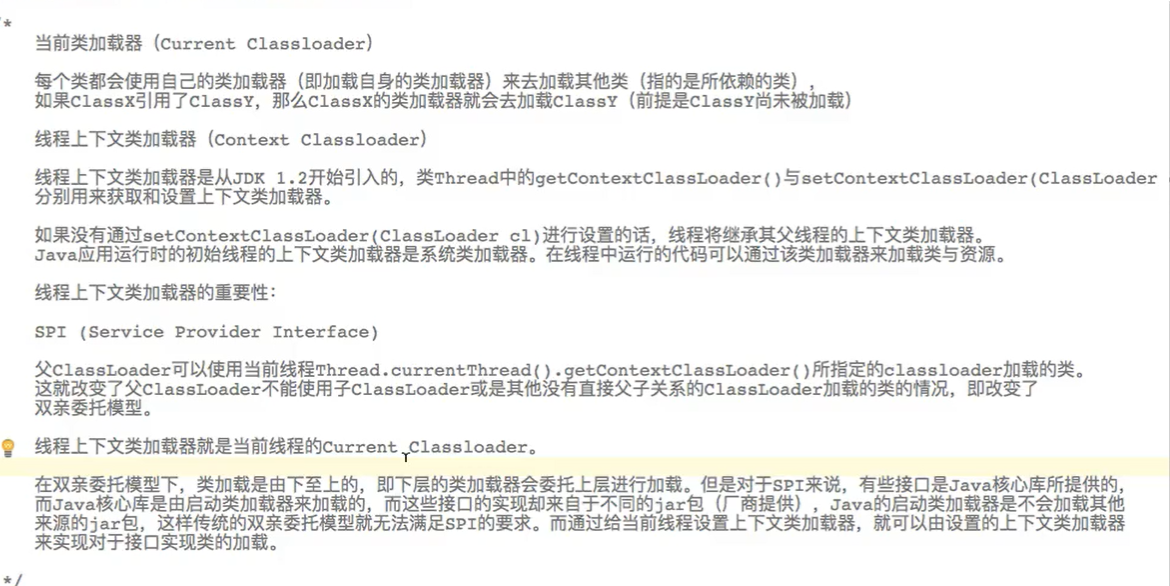 /*
当前类加载器（Current Classloader）
每个类都会使用自己的类加载器（即加载自身的类加载器）来去加载其他类（指的是所依赖的类），
如果ClassX引用了ClassY，那么ClassX的类加载器就会去加载ClassY（前提是ClassY尚未被加载）
线程上下文类加载器（Context Classloader）
线程上下文类加载器是从JDK 1.2开始引入的，类Thread中的getContextClassLoader()与setContextClassLoader(ClassLoader
分别用来获取和设置上下文类加载器。
如果没有通过setContextClassLoader(ClassLoader cl)进行设置的话，线程将继承其父线程的上下文类加载器。
Java应用运行时的初始线程的上下文类加载器是系统类加载器。在线程中运行的代码可以通过该类加载器来加载类与资源。
线程上下文类加载器的重要性：
SPI (Service Provider Interface)
父ClassLoader可以使用当前线程Thread.currentThread().getContextClassLoader()所指定的classloader加载的类。
这就改变了父ClassLoader不能使用子ClassLoader或是其他没有直接父子关系的ClassLoader加载的类的情况，即改变了
双亲委托模型。
线程上下文类加载器就是当前线程的Current Classloader。
在双亲委托模型下，类加载是由下至上的，即下层的类加载器会委托上层进行加载。但是对于SPI来说，有些接口是Java核心库所提供的，
而Java核心库是由启动类加载器来加载的，而这些接口的实现却来自于不同的jar包（厂商提供），Java的启动类加载器是不会加载其他
来源的jar包，这样传统的双亲委托模型就无法满足SPI的要求。而通过给当前线程设置上下文类加载器，就可以由设置的上下文类加载器
来实现对于接口实现类的加载。
*/